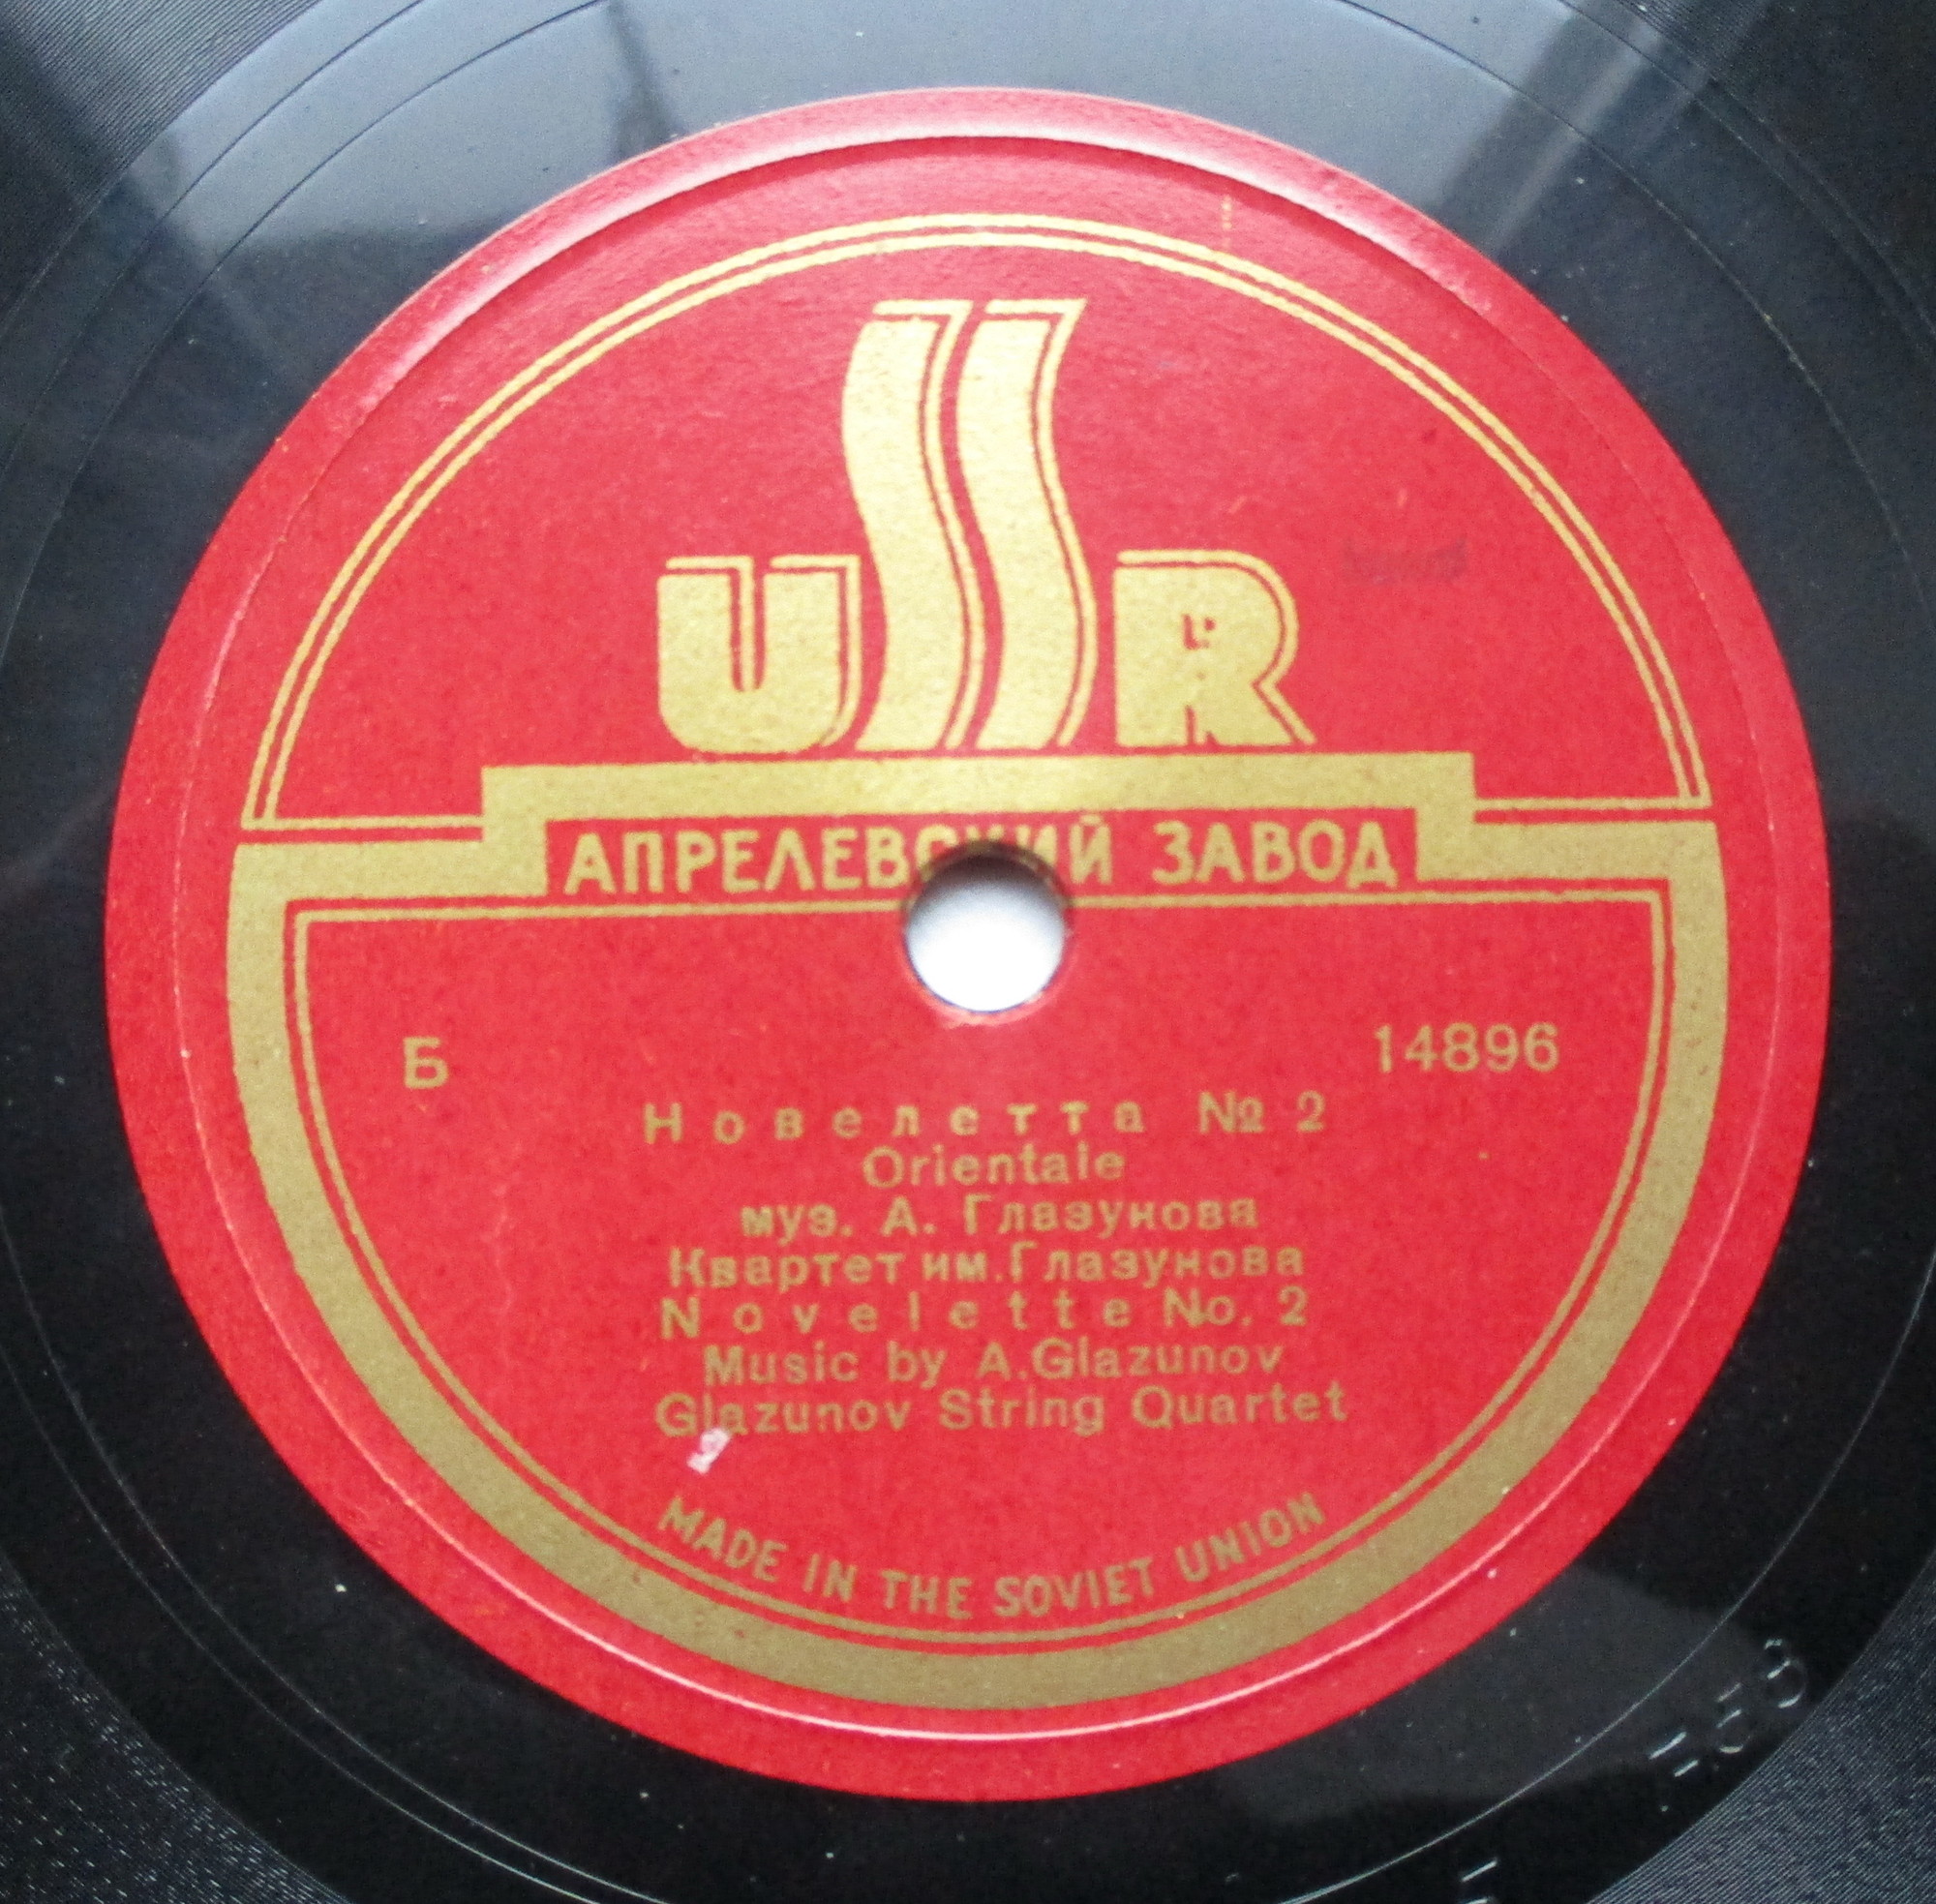 USSR
АПРЕЛЕВСКИЙ ЗАВОД
Б 14896
Новелетта № 2
Orientale
муз. А. Глазунова
Квартет им. Глазунова
Novelette No. 2
Music by A. Glazunov
Glazunov String Quartet
MADE IN THE SOVIET UNION